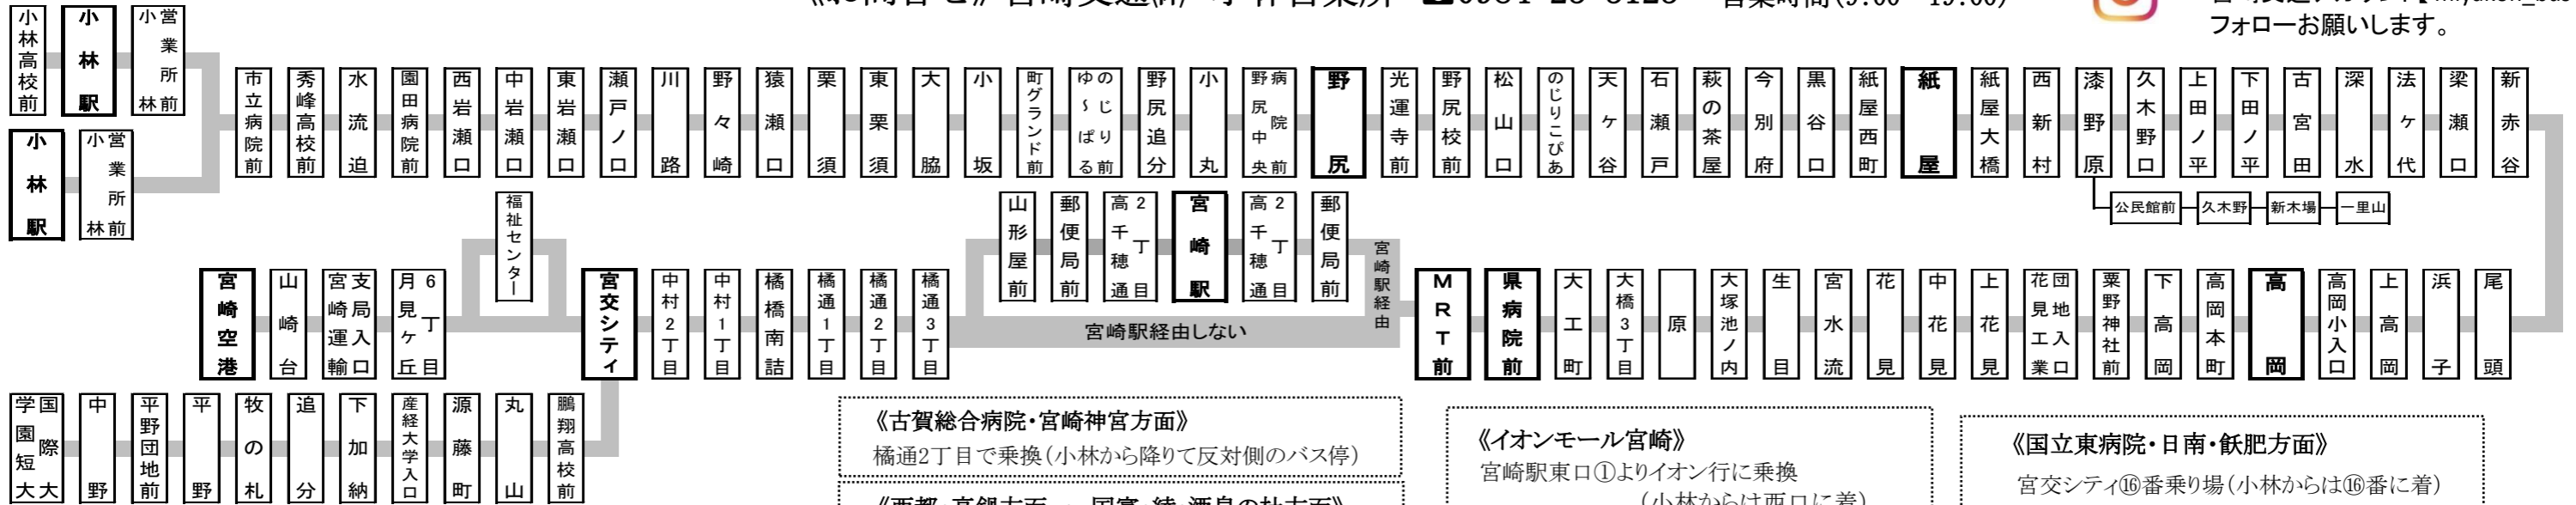 営業時間(9:00～19:00)
フォローお願いします。
小林高校前
小林駅
小林営業所前
小林駅
小林営業所前
市立病院前
秀峰高校前
水流迫
園田病院前
西岩瀬口
中岩瀬口
東岩瀬口
瀬戸ノ口
川路
野々崎
猿瀬口
栗須
東栗須
大脇
小坂
町グランド前
のじりゆ～ぱる前
野尻追分
小丸
野尻中央病院前
野尻
光運寺前
野尻校前
松山口
のじりこぴあ
天ケ谷
石瀬戸
萩の茶屋
今別府
黒谷口
紙屋西町
紙屋
紙屋大橋
西新村
漆野原
久木野口
上田ノ平
下田ノ平
古宮田
深水
法ケ代
梁瀬口
新赤谷
公民館前
久木野
新木場
一里山
福祉センター
山形屋前
郵便局前
高千穂通2丁目
宮崎駅
高千穂通2丁目
郵便局前
宮崎駅経由
宮崎空港
山崎台
宮崎運輸支局入口
月見ヶ丘6丁目
宮交シティ
中村2丁目
中村1丁目
橘橋南詰
橘通1丁目
橘通2丁目
橘通3丁目
宮崎駅経由しない
MRT前
県病院前
大工町
大橋3丁目
原
大塚池ノ内
生目
宮水流
花見
中花見
上花見
花見工業団地入口
粟野神社前
下高岡
高岡本町
高岡
高岡小入口
上高岡
浜子
尾頭
学園短大国際大
中野
平野団地前
平野
牧の札
追分
下加納
産経大学入口
源藤町
丸山
鵬翔高校前
《古賀総合病院・宮崎神宮方面》
橘通2丁目で乗換(小林から降りて反対側のバス停)
《イオンモール宮崎》
宮崎駅東口①よりイオン行に乗換
(小林からは西口に着)
《国立東病院・日南・飫肥方面》
宮交シティ⑯番乗り場(小林からは⑯番に着)